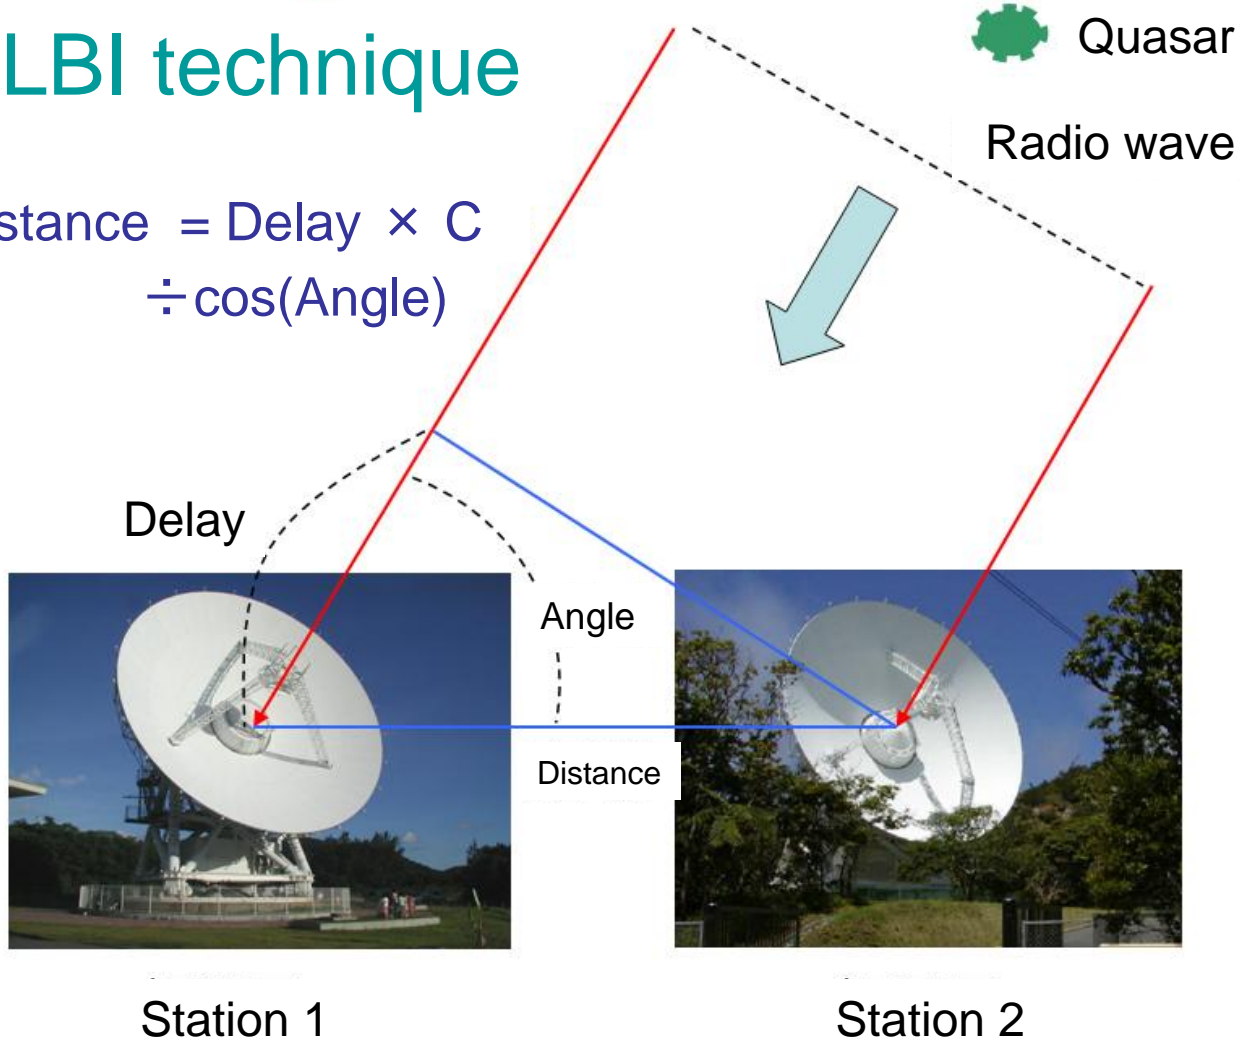 LBI technique
Quasar
Radio wave
stance = Delay × C
÷cos(Angle)
Delay
Angle
Distance
Station 1
Station 2